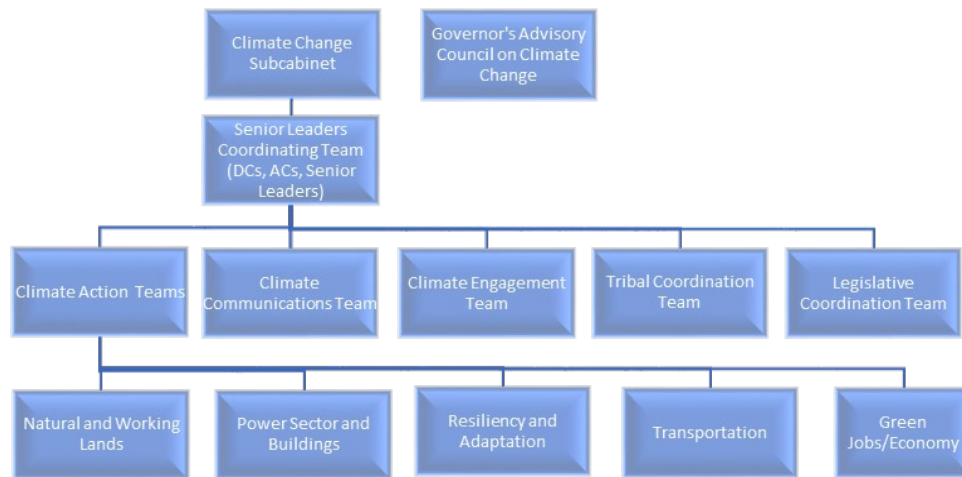 Climate Change
Subcabinet
Governor's Advisory
Council on Climate
Change
Senior Leaders
Coordinating Team
(DCs, ACs, Senior
Leaders)
Climate Action Teams
Climate
Communications Team
Climate Engagement
Team
Tribal Coordination
Team
Legislative
Coordination Team
Natural and Working
Lands
Power Sector and
Buildings
Resiliency and
Adaptation
Transportation
Green
Jobs/Economy